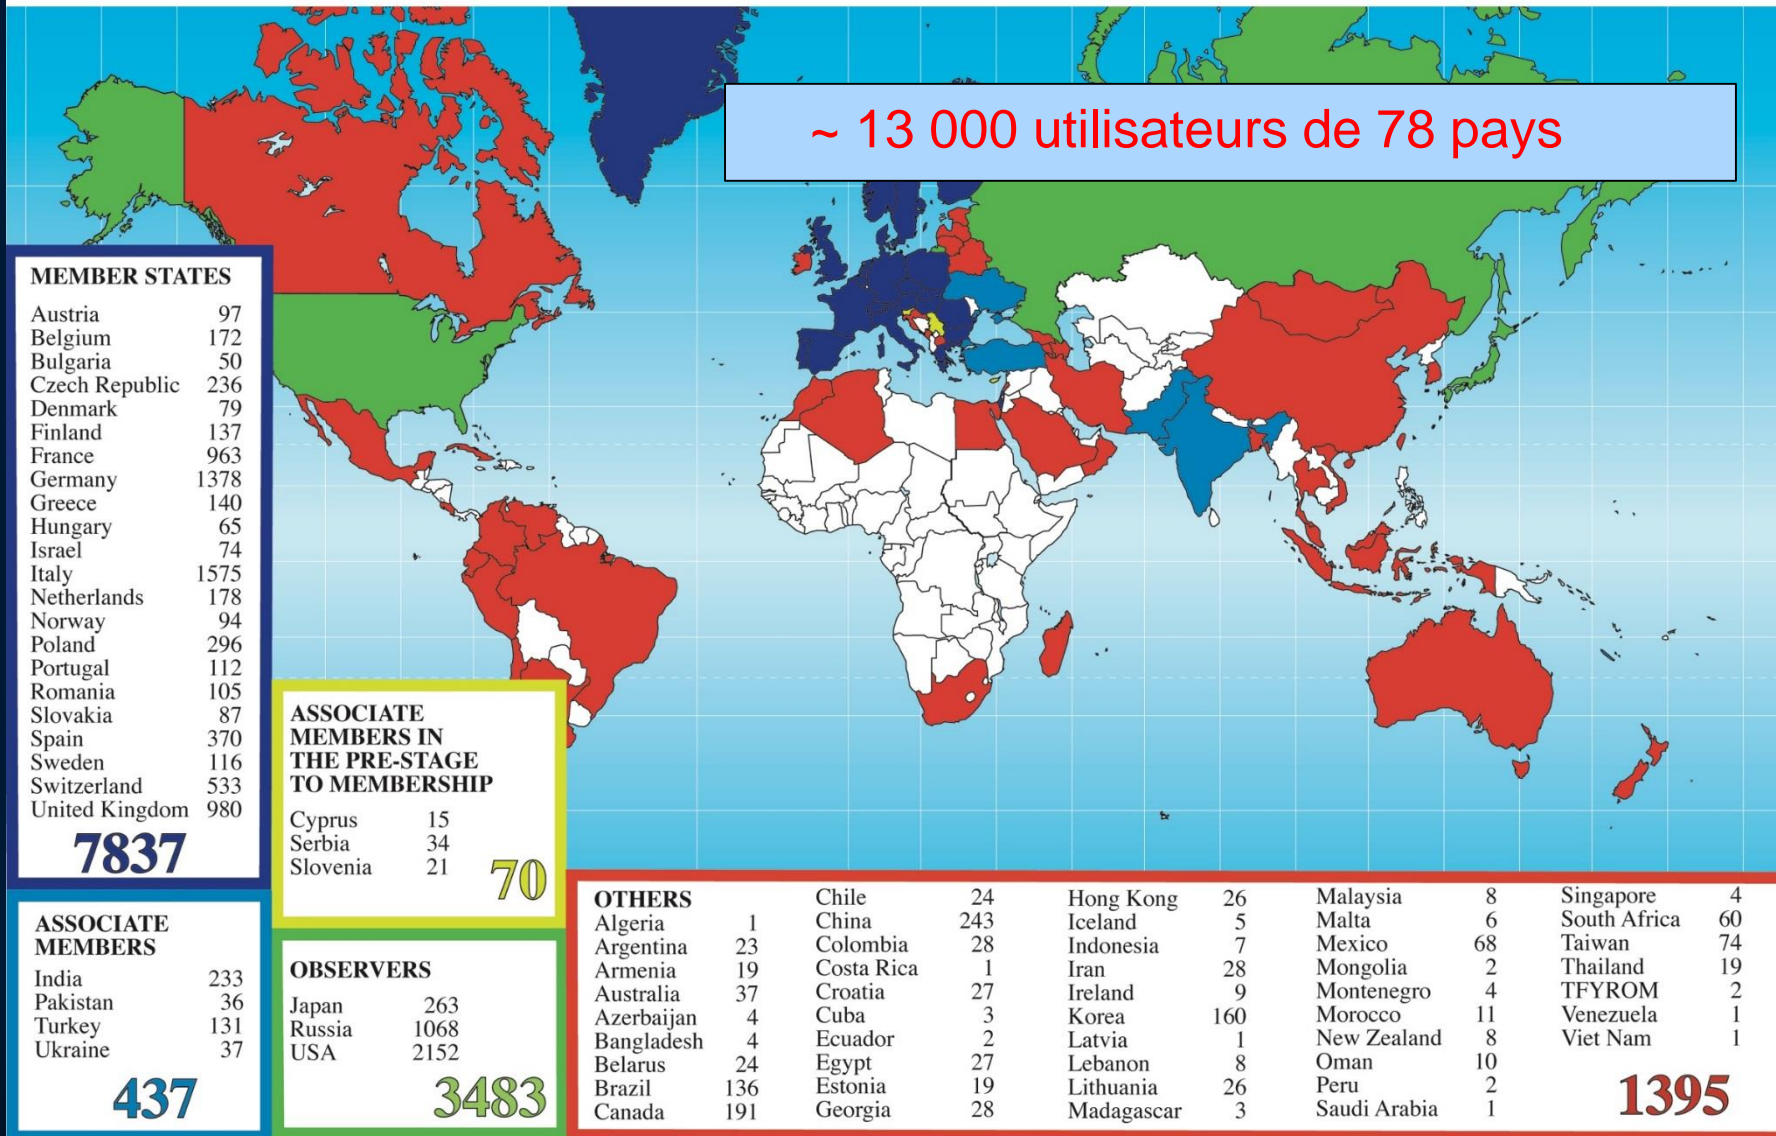 ~ 13 000 utilisateurs de 78 pays
MEMBER STATES
Austria 97
Belgium 172
Bulgaria 50
Czech Republic 236
Denmark 79
Finland 137
France 963
Germany 1378
Greece 140
Hungary 65
Israel 74
Italy 1575
Netherlands 178
Norway 94
Poland 296
Portugal 112
Romania 105
Slovakia 87
Spain 370
Sweden 116
Switzerland 533
United Kingdom 980
7837
ASSOCIATE
MEMBERS
India 233
Pakistan 36
Turkey 131
Ukraine 37
437
ASSOCIATE
MEMBERS IN
THE PRE-STAGE
TO MEMBERSHIP
Cyprus 15
Serbia 34
Slovenia 21
70
OBSERVERS
Japan 263
Russia 1068
USA 2152
3483
OTHERS
Algeria 1
Argentina 23
Armenia 19
Australia 37
Azerbaijan 4
Bangladesh 4
Belarus 24
Brazil 136
Canada 191
Chile 24
China 243
Colombia 28
Costa Rica 1
Croatia 27
Cuba 3
Ecuador 2
Egypt 27
Estonia 19
Georgia 28
Hong Kong 26
Iceland 5
Indonesia 7
Iran 28
Ireland 9
Korea 160
Latvia 1
Lebanon 8
Lithuania 26
Madagascar 3
Malaysia 8
Malta 6
Mexico 68
Mongolia 2
Montenegro 4
Morocco 11
New Zealand 8
Oman 10
Peru 2
Saudi Arabia 1
Singapore 4
South Africa 60
Taiwan 74
Thailand 19
TFYROM 2
Venezuela 1
Viet Nam 1
1395